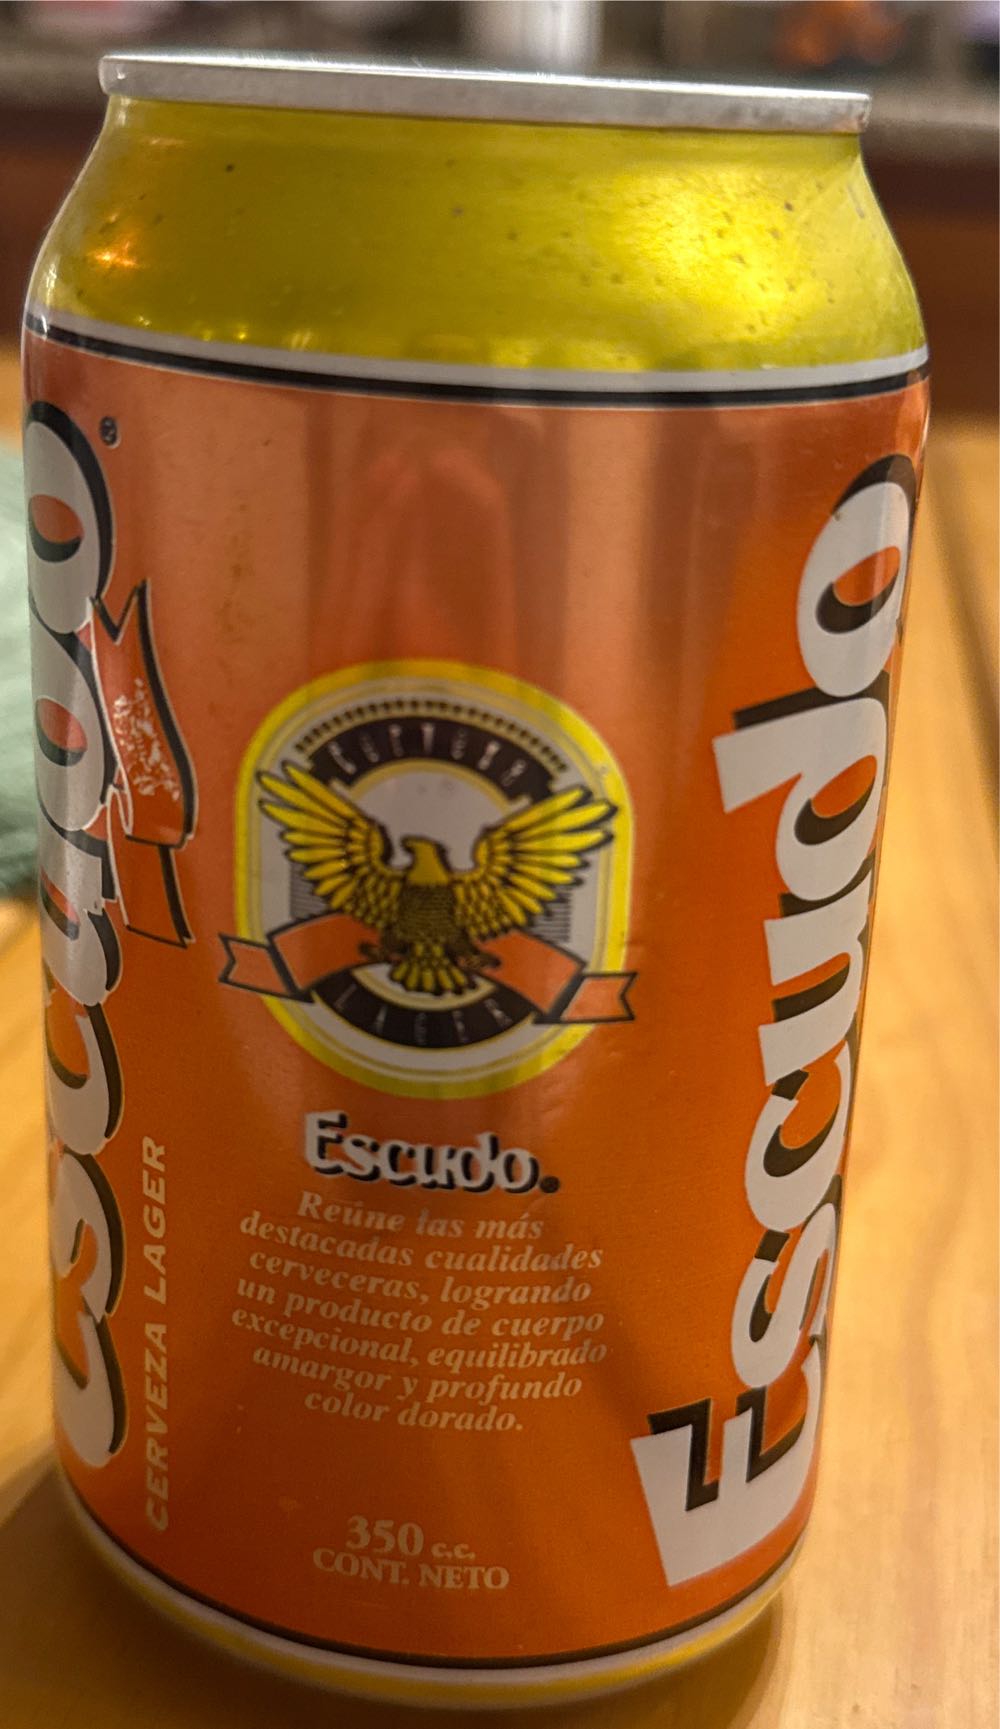 Escudo
®
CERVEZA LAGER
LAGER
Escudo®
Reúne las más
destacadas cualidades
cerveceras, logrando
un producto de cuerpo
excepcional, equilibrado
amargor y profundo
color dorado.
350 c.c.
CONT. NETO
Escudo